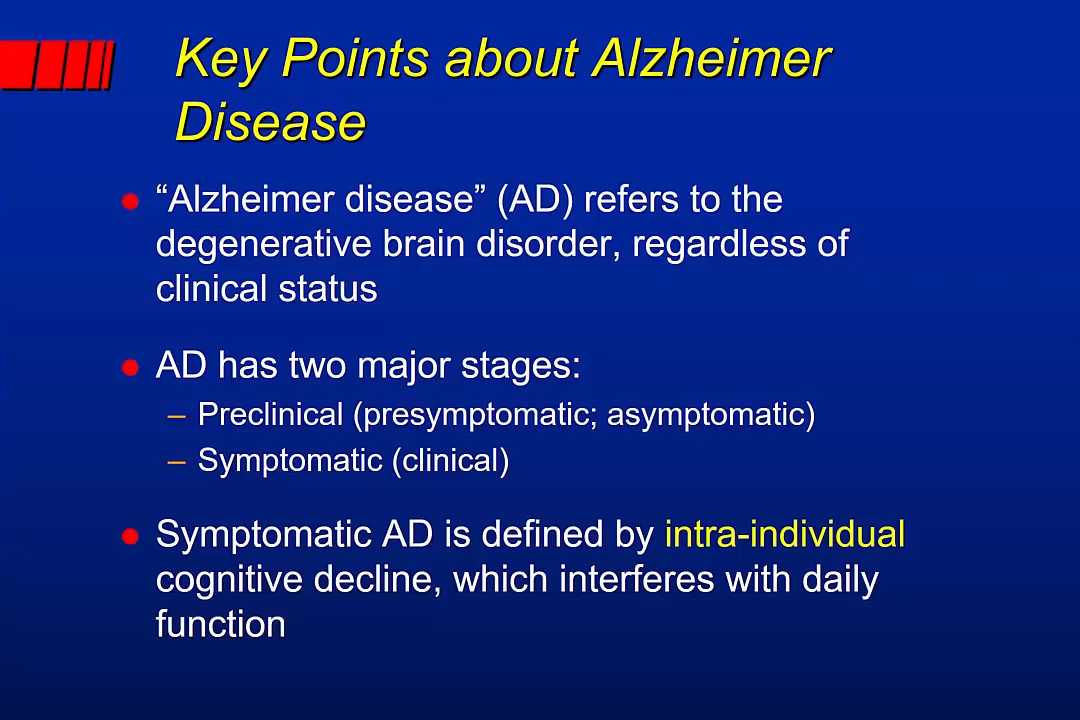 Key Points about Alzheimer
Disease
“Alzheimer disease” (AD) refers to the
degenerative brain disorder, regardless of
clinical status
AD has two major stages:
– Preclinical (presymptomatic; asymptomatic)
– Symptomatic (clinical)
Symptomatic AD is defined by intra-individual
cognitive decline, which interferes with daily
function